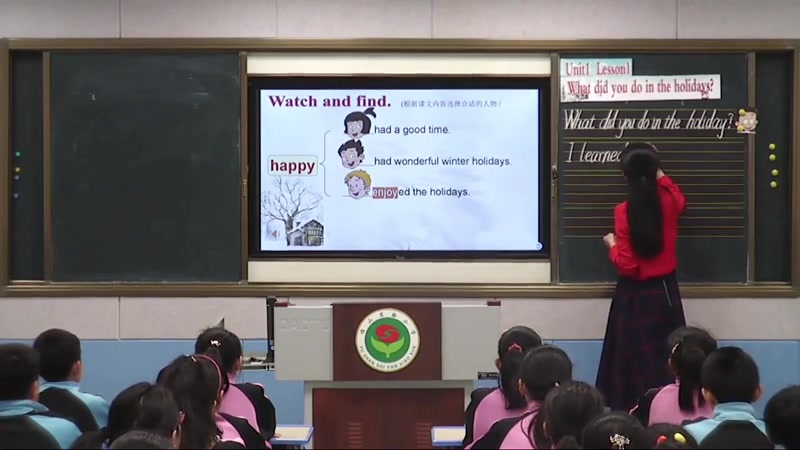 Watch and find. (根据课文内容选择合适的人物)
had a good time.
happy
had wonderful winter holidays.
enjoyed the holidays.
Unit1 Lesson1
What did you do in the holidays?
What did you do in the holiday?
I learned